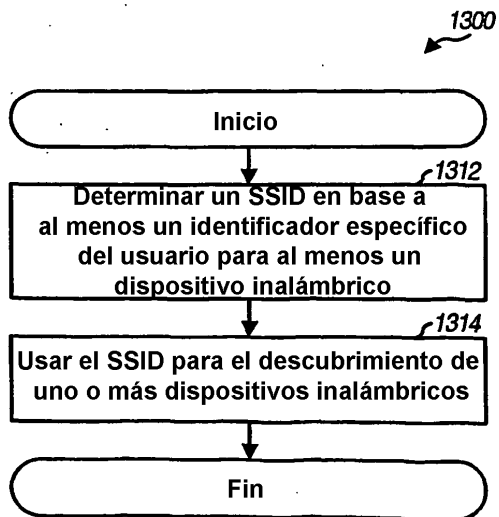 1300
Inicio
1312
Determinar un SSID en base a
al menos un identificador específico
del usuario para al menos un
dispositivo inalámbrico
1314
Usar el SSID para el descubrimiento de
uno o más dispositivos inalámbricos
Fin